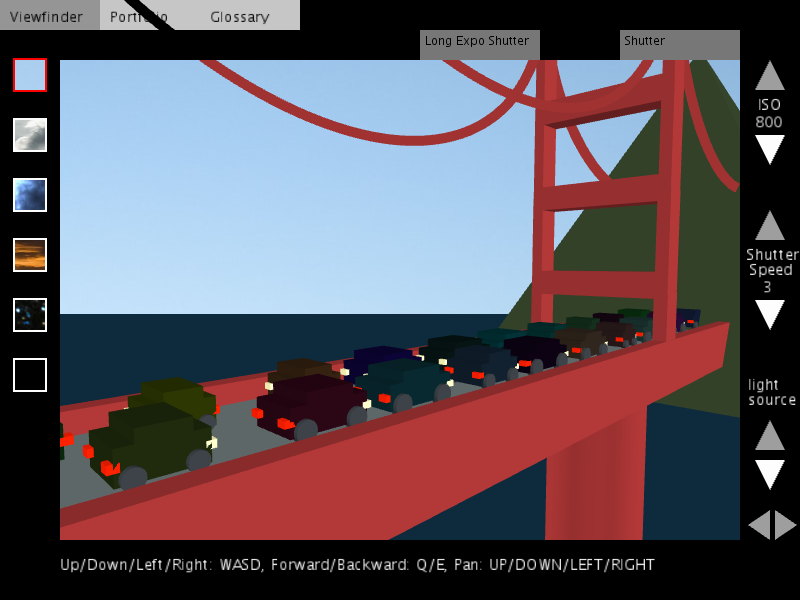 Viewfinder
Portfolio
Glossary
Long Expo Shutter
Shutter
ISO
800
Shutter
Speed
3
light
source
Up/Down/Left/Right: WASD, Forward/Backward: Q/E, Pan: UP/DOWN/LEFT/RIGHT